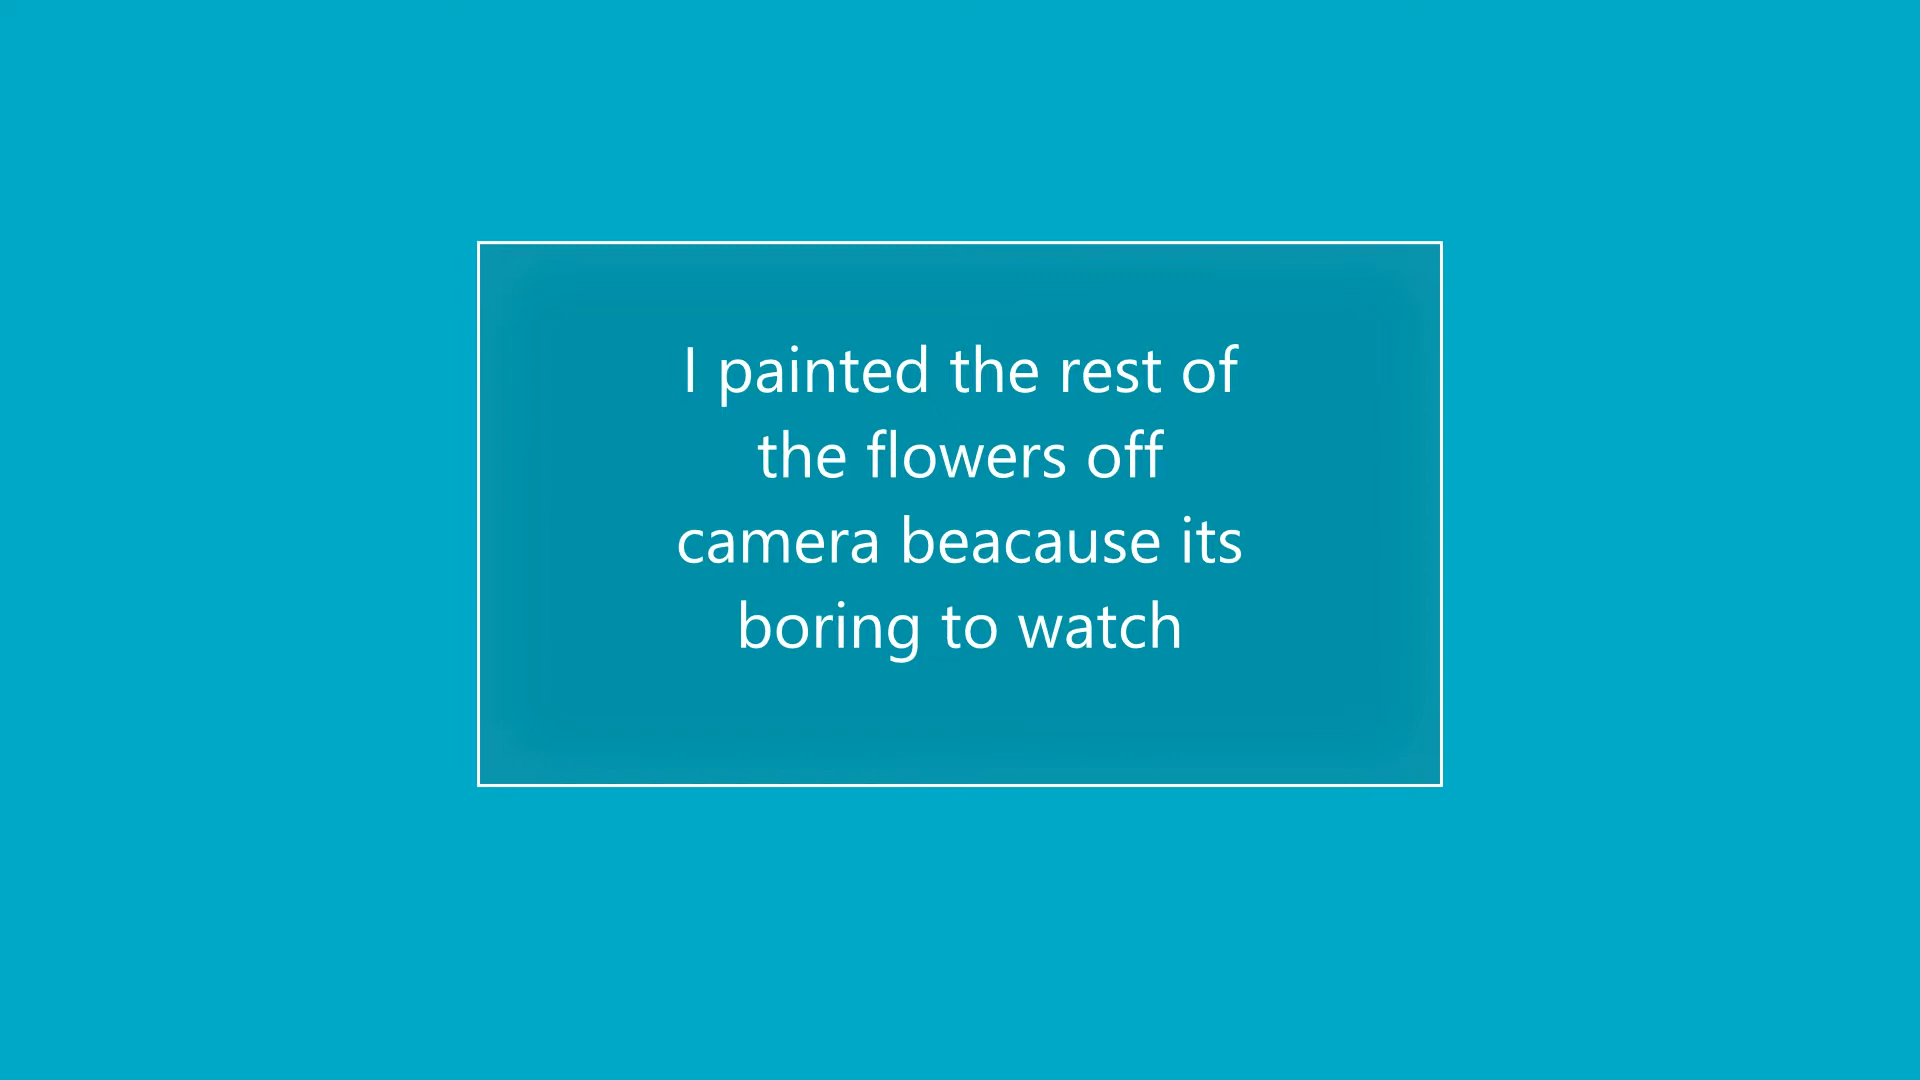 I painted the rest of
the flowers off
camera beacause its
boring to watch